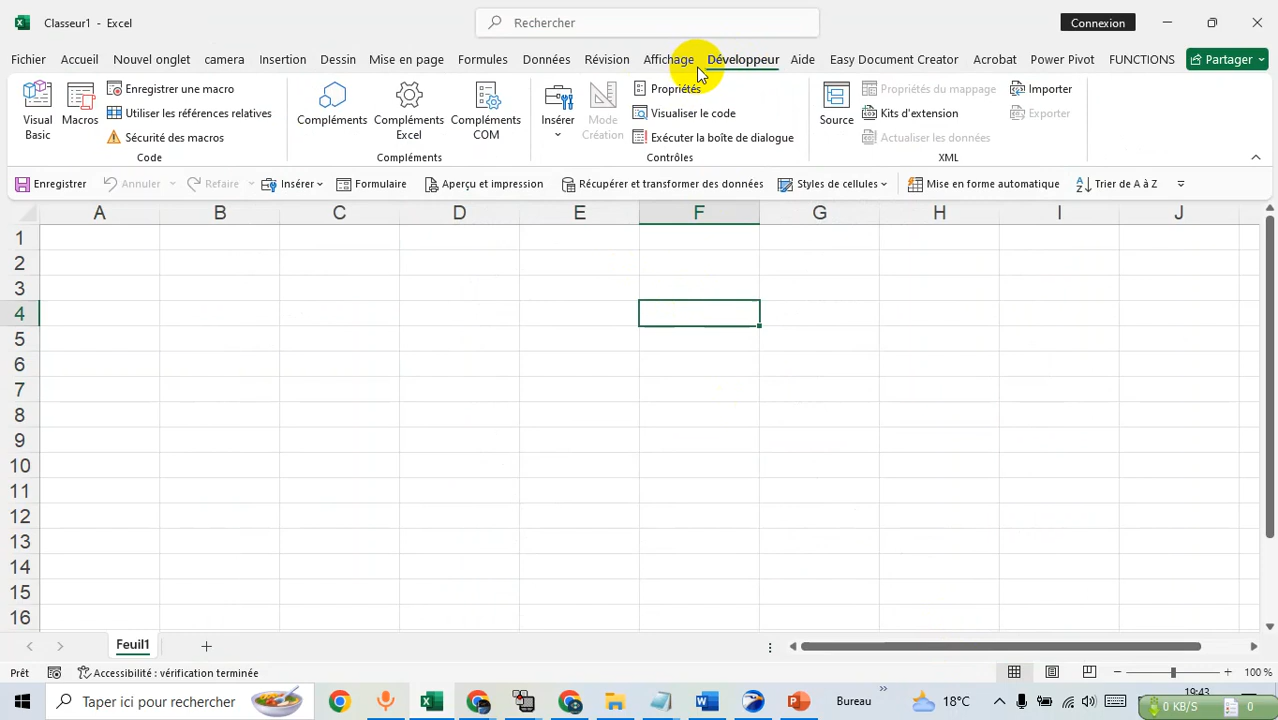 Classeur1 - Excel
Rechercher
Connexion
Fichier Accueil Nouvel onglet camera Insertion Dessin Mise en page Formules Données Révision Affichage Développeur Aide Easy Document Creator Acrobat Power Pivot FUNCTIONS Partager
Visual Basic
Macros
Enregistrer une macro
Utiliser les références relatives
Sécurité des macros
Code
Compléments
Compléments Excel
Compléments COM
Compléments
Insérer
Mode Création
Propriétés
Visualiser le code
Exécuter la boîte de dialogue
Contrôles
Source
Propriétés du mappage
Kits d'extension
Actualiser les données
Importer
Exporter
XML
Enregistrer Annuler Refaire Insérer Formulaire Aperçu et impression Récupérer et transformer des données Styles de cellules Mise en forme automatique Trier de A à Z
A B C D E F G H I J
1
2
3
4
5
6
7
8
9
10
11
12
13
14
15
16
Feuil1
Prêt Accessibilité : vérification terminée 100 %
Taper ici pour rechercher
Bureau
18°C
19:43
0 KB/S 0